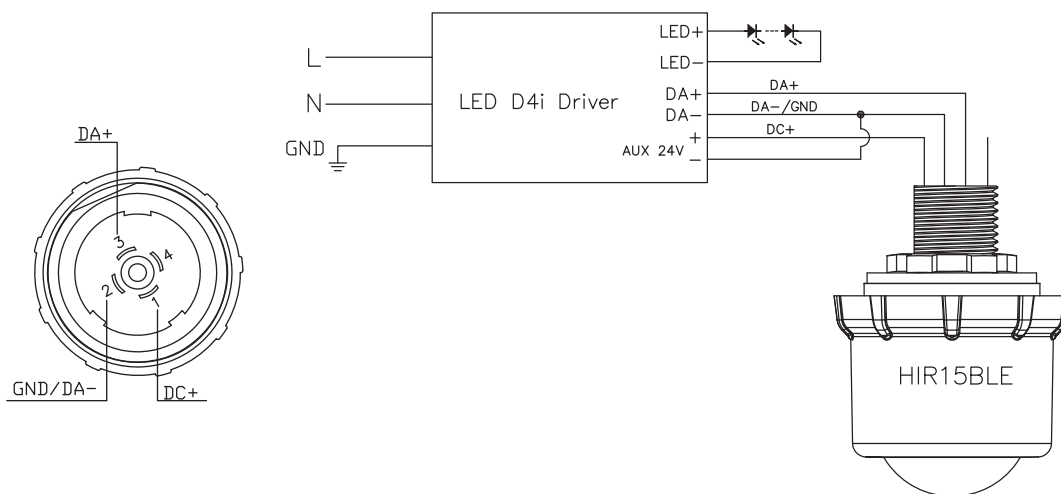 LED+
L
LED-
DA+
DA+
N
LED D4i Driver
DA-
DA-/GND
DA+
+
DC+
GND
AUX 24V
-
3
4
2
1
GND/DA-
DC+
HIR15BLE